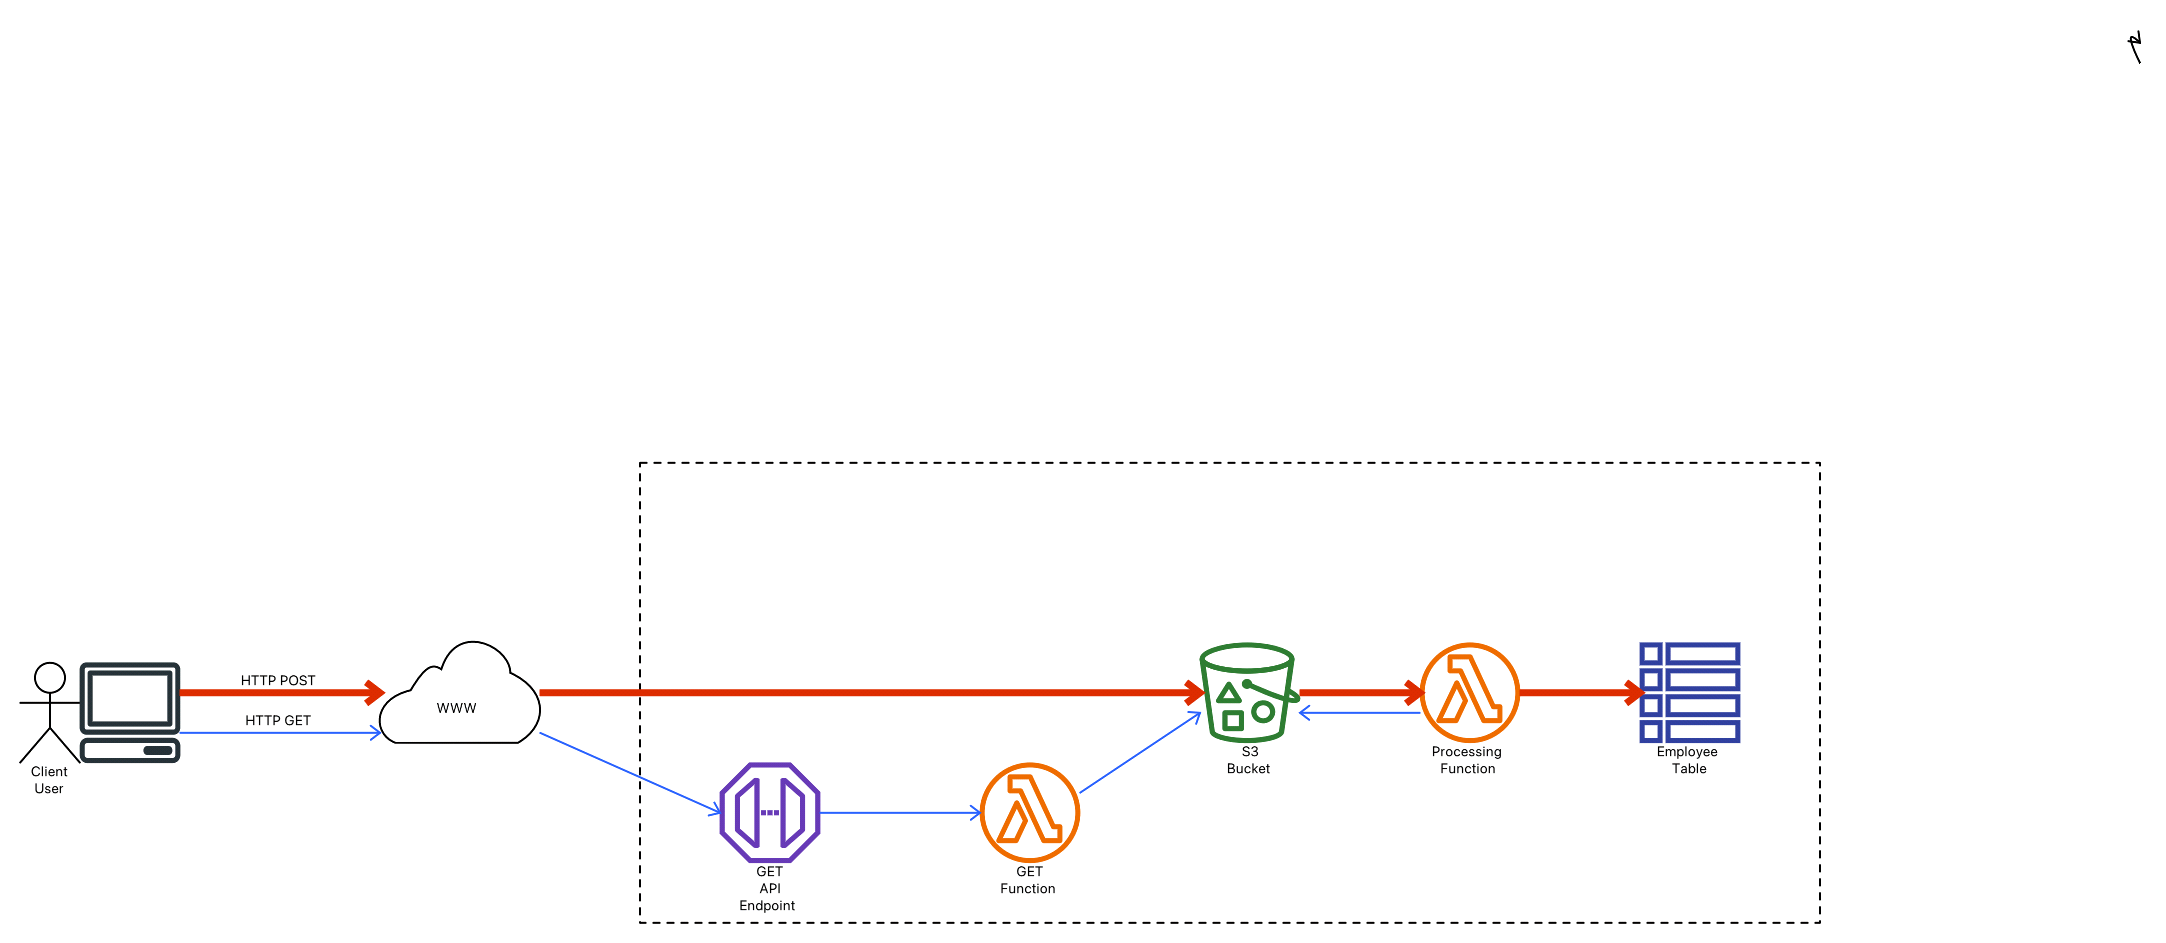 HTTP POST
HTTP GET
WWW
Client
User
GET
API
Endpoint
GET
Function
S3
Bucket
Processing
Function
Employee
Table